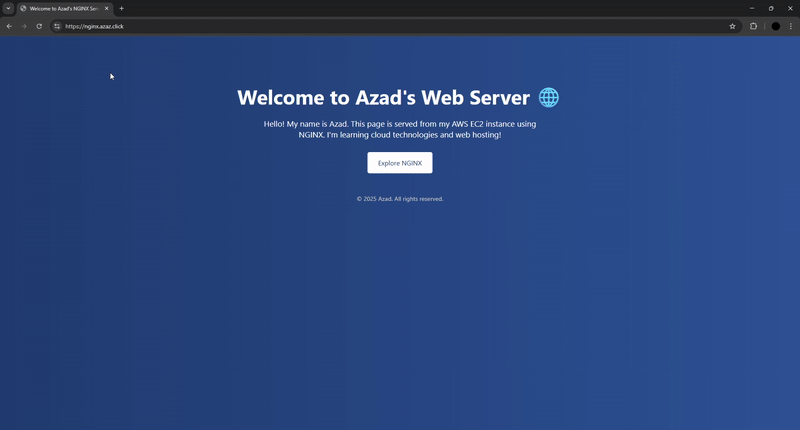 Welcome to Azad's NGINX Ser
https://nginx.azaz.click
Welcome to Azad's Web Server
Hello! My name is Azad. This page is served from my AWS EC2 instance using
NGINX. I'm learning cloud technologies and web hosting!
Explore NGINX
© 2025 Azad. All rights reserved.